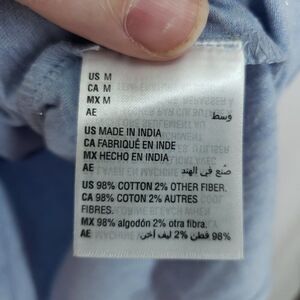 US M
CA M
MX M
AE وسط
US MADE IN INDIA
CA FABRIQUÉ EN INDE
MX HECHO EN INDIA
AE صنع في الهند
US 98% COTTON 2% OTHER FIBER.
CA 98% COTON 2% AUTRES
FIBRES.
MX 98% algodón 2% otra fibra.
AE 98% قطن 2% ليف أخرى